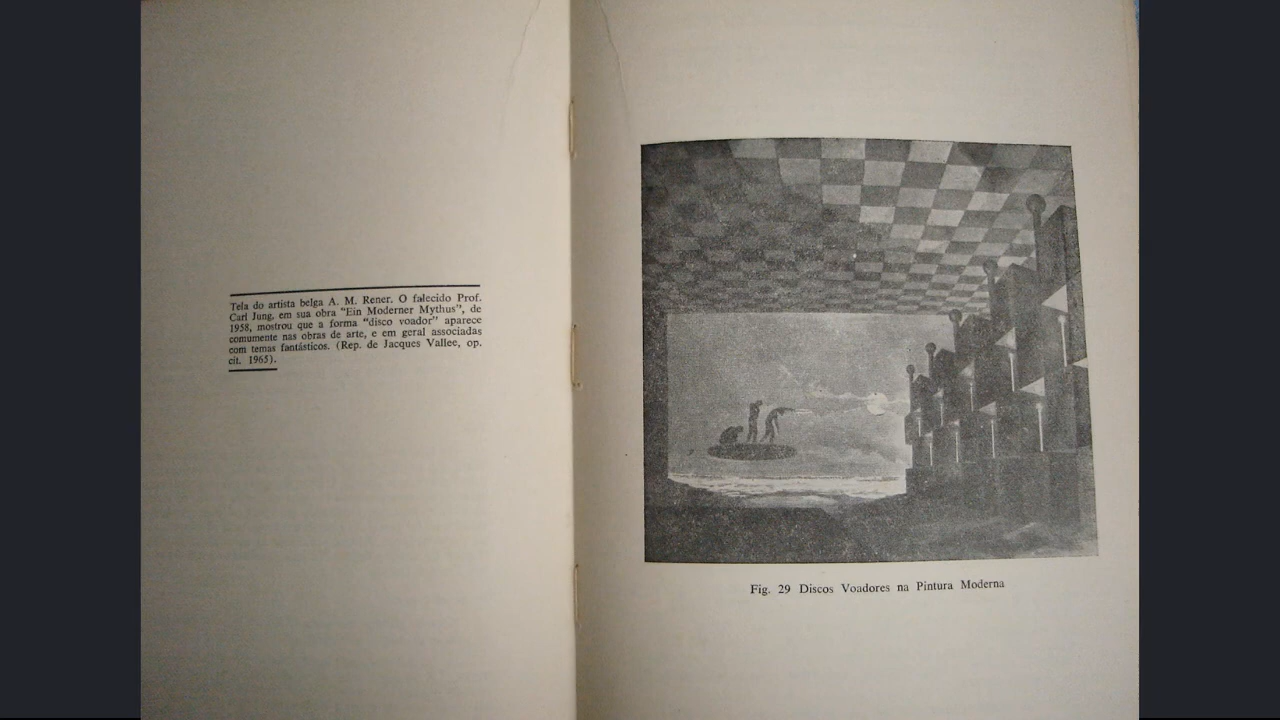 Tela do artista belga A. M. Rener. O falecido Prof.
Carl Jung, em sua obra "Ein Moderner Mythus", de
1958, mostrou que a forma "disco voador" aparece
comumente nas obras de arte, e em geral associadas
com temas fantásticos. (Rep. de Jacques Vallee, op.
cit. 1965).
Fig. 29 Discos Voadores na Pintura Moderna